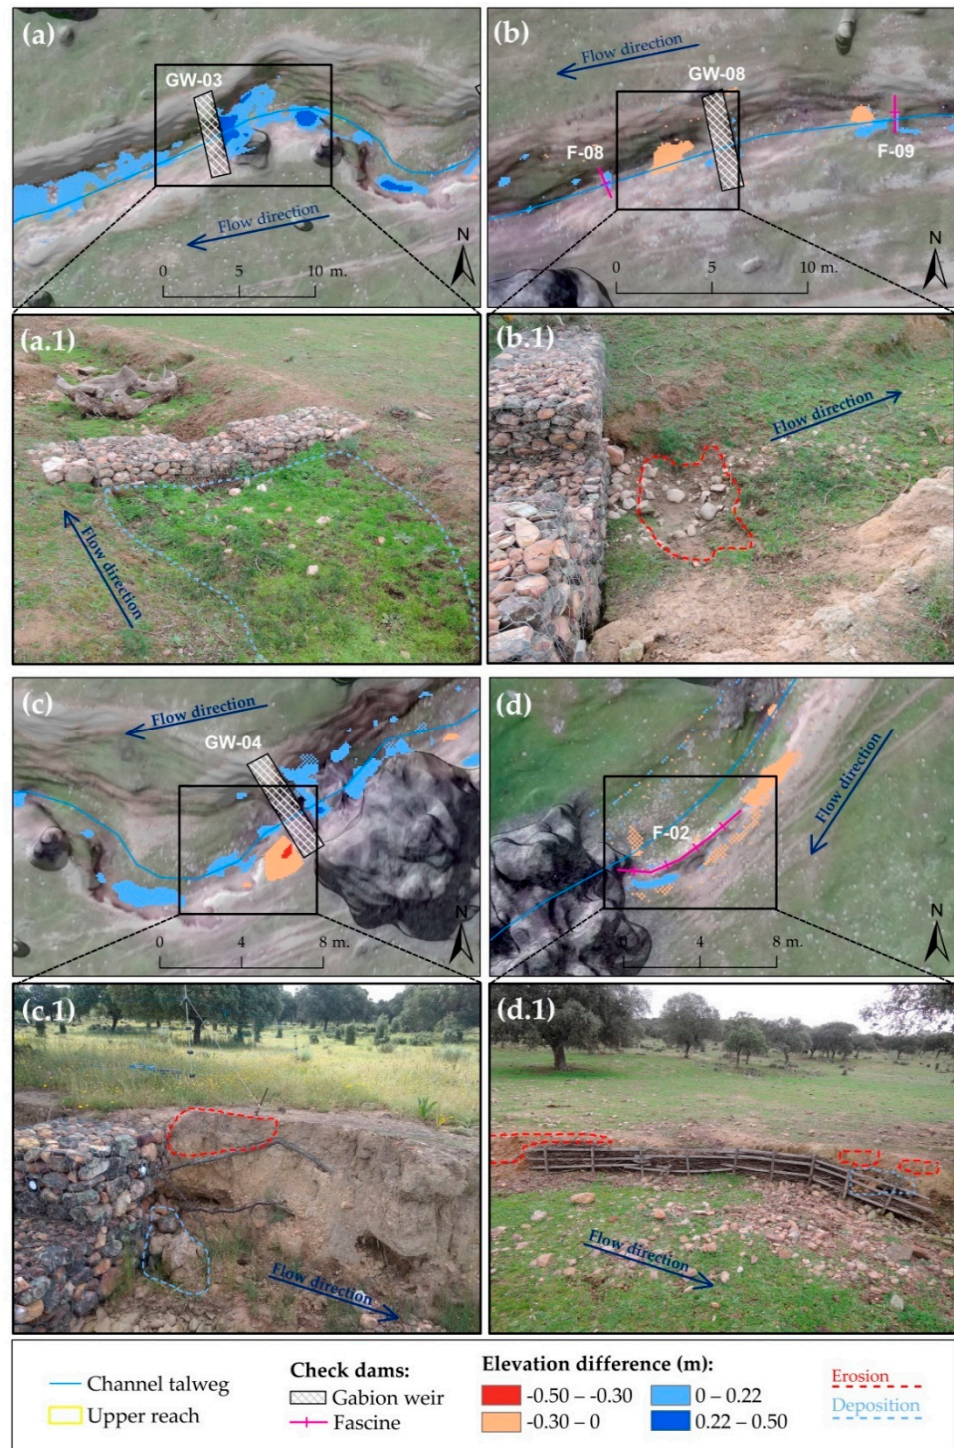 (a)
GW-03
Flow direction
N
0 5 10 m.
(b)
Flow direction
GW-08
F-08
F-09
N
0 5 10 m.
(a.1)
Flow direction
(b.1)
Flow direction
(c)
Flow direction
GW-04
N
0 4 8 m.
(d)
F-02
Flow direction
N
4 8 m.
(c.1)
Flow direction
(d.1)
Flow direction
Channel talweg
Upper reach
Check dams:
Gabion weir
Fascine
Elevation difference (m):
-0.50 – -0.30
-0.30 – 0
0 – 0.22
0.22 – 0.50
Erosion
Deposition